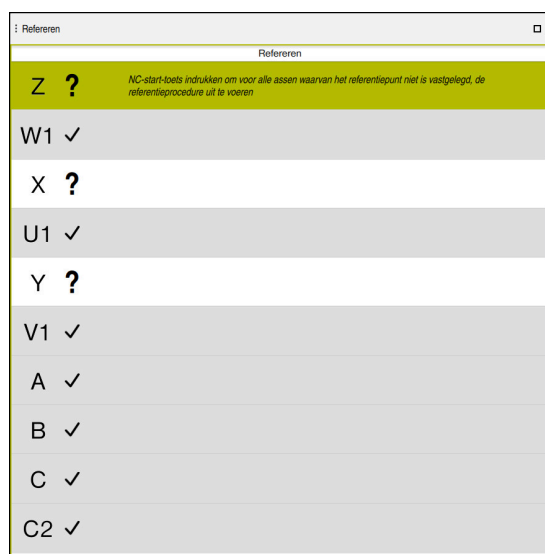 Refereren
Refereren
Z ? NC-start-toets indrukken om voor alle assen waarvan het referentiepunt niet is vastgelegd, de
referentieprocedure uit te voeren
W1 ✓
X ?
U1 ✓
Y ?
V1 ✓
A ✓
B ✓
C ✓
C2 ✓